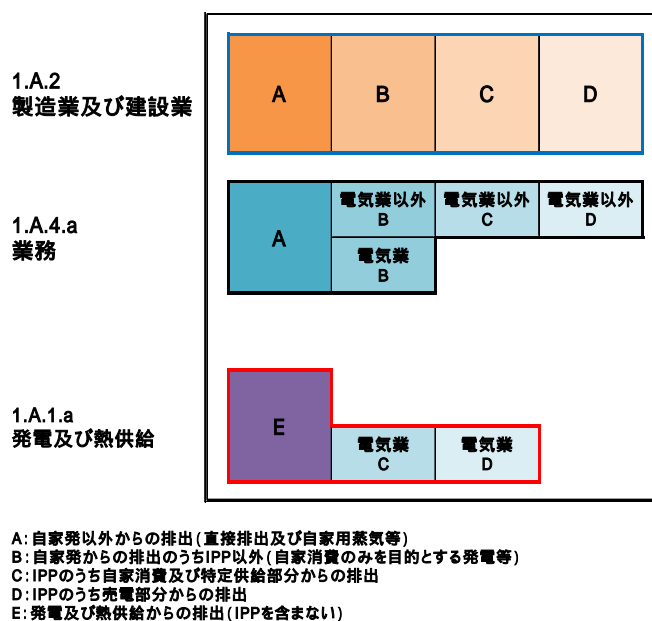 1.A.2
製造業及び建設業
A
B
C
D
1.A.4.a
業務
A
電気業以外
B
電気業以外
C
電気業以外
D
電気業
B
1.A.1.a
発電及び熱供給
E
電気業
C
電気業
D
A:自家発以外からの排出(直接排出及び自家用蒸気等)
B:自家発からの排出のうちIPP以外(自家消費のみを目的とする発電等)
C:IPPのうち自家消費及び特定供給部分からの排出
D:IPPのうち売電部分からの排出
E:発電及び熱供給からの排出(IPPを含まない)